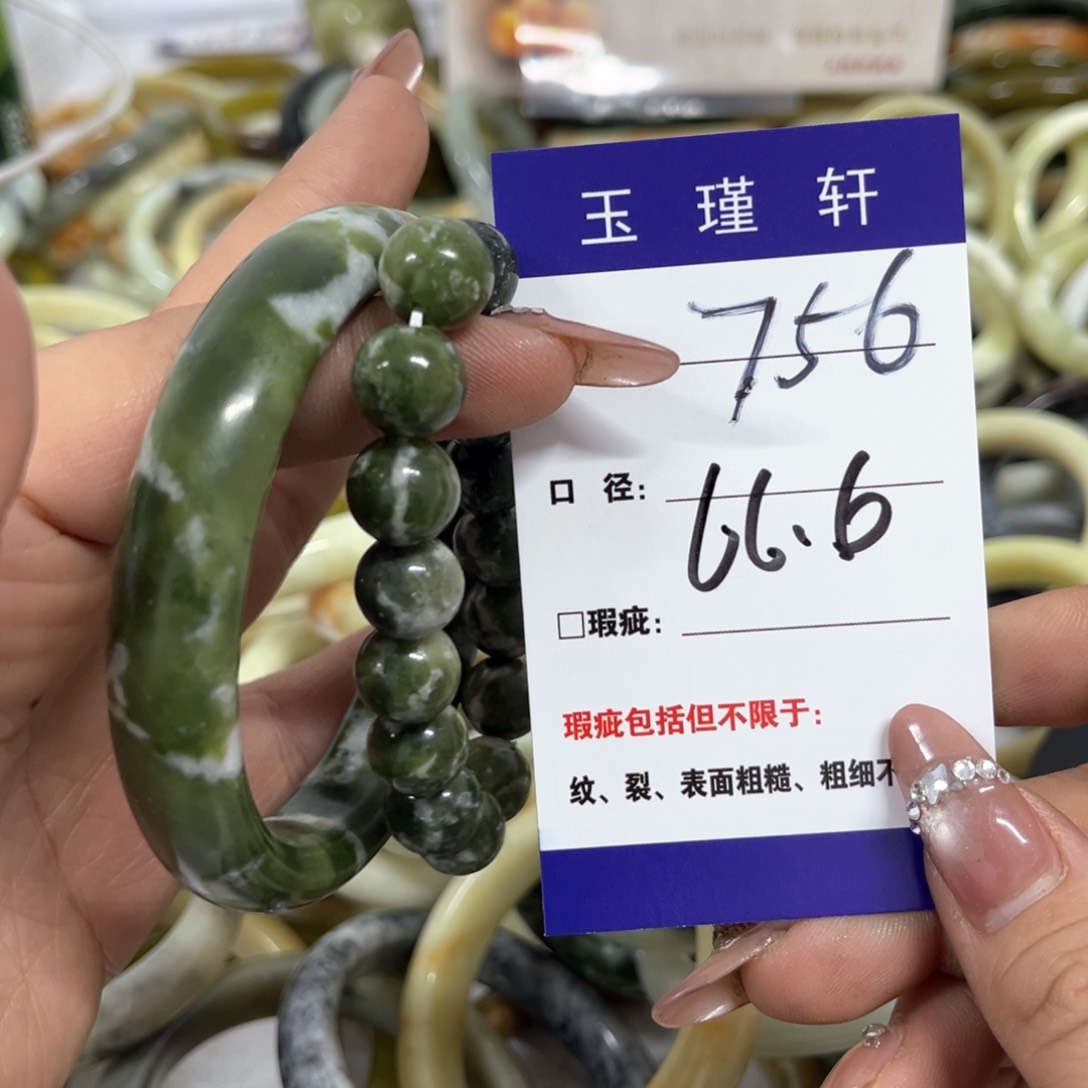 玉瑾轩
756
口径：66.6
□瑕疵：
瑕疵包括但不限于：
纹、裂、表面粗糙、粗细不